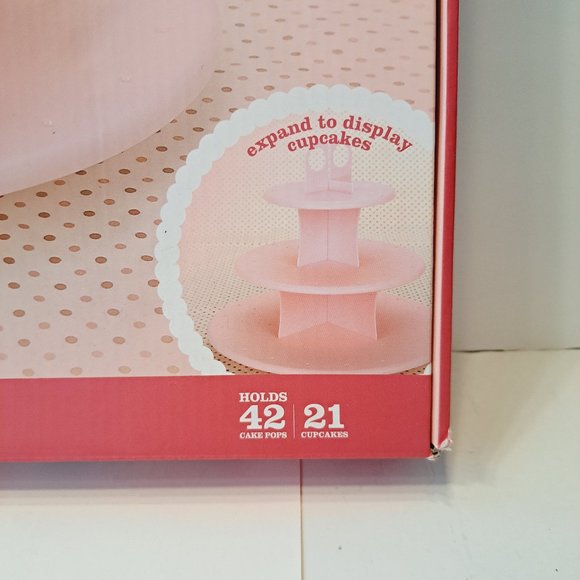 expand to display
cupcakes
HOLDS
42 | 21
CAKE POPS | CUPCAKES